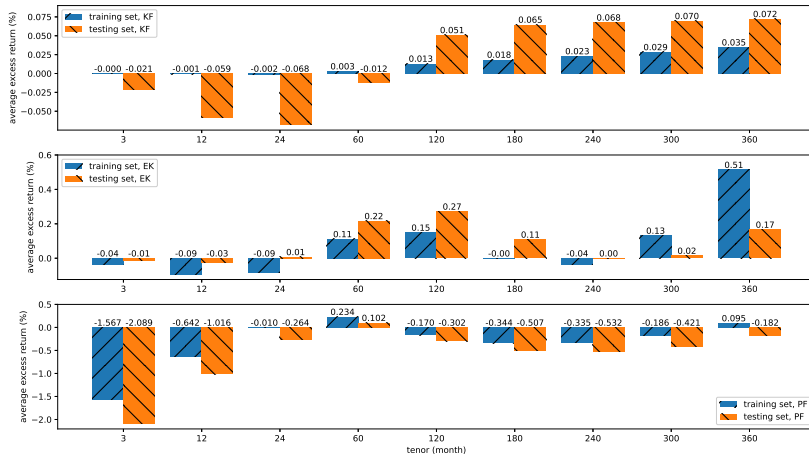 average excess return (%)
0.075
0.050
0.025
0.000
−0.025
−0.050
training set, KF
testing set, KF
-0.000 -0.021 -0.001 -0.059 -0.002 -0.068 0.003 -0.012 0.013 0.051 0.018 0.065 0.023 0.068 0.029 0.070 0.035 0.072
3 12 24 60 120 180 240 300 360
average excess return (%)
0.6
0.4
0.2
0.0
training set, EK
testing set, EK
-0.04 -0.01 -0.09 -0.03 -0.09 0.01 0.11 0.22 0.15 0.27 -0.00 0.11 -0.04 0.00 0.13 0.02 0.51 0.17
3 12 24 60 120 180 240 300 360
average excess return (%)
0.5
0.0
−0.5
−1.0
−1.5
−2.0
-1.567 -2.089 -0.642 -1.016 -0.010 -0.264 0.234 0.102 -0.170 -0.302 -0.344 -0.507 -0.335 -0.532 -0.186 -0.421 0.095 -0.182
training set, PF
testing set, PF
3 12 24 60 120 180 240 300 360
tenor (month)